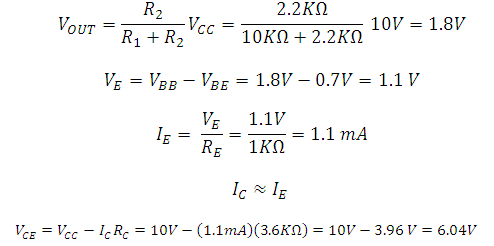 V_OUT = R_2 / (R_1 + R_2) V_CC = 2.2KΩ / (10KΩ + 2.2KΩ) 10V = 1.8V
V_E = V_BB − V_BE = 1.8V − 0.7V = 1.1 V
I_E = V_E / R_E = 1.1V / 1KΩ = 1.1 mA
I_C ≈ I_E
V_CE = V_CC − I_C R_C = 10V − (1.1mA)(3.6KΩ) = 10V − 3.96 V = 6.04V